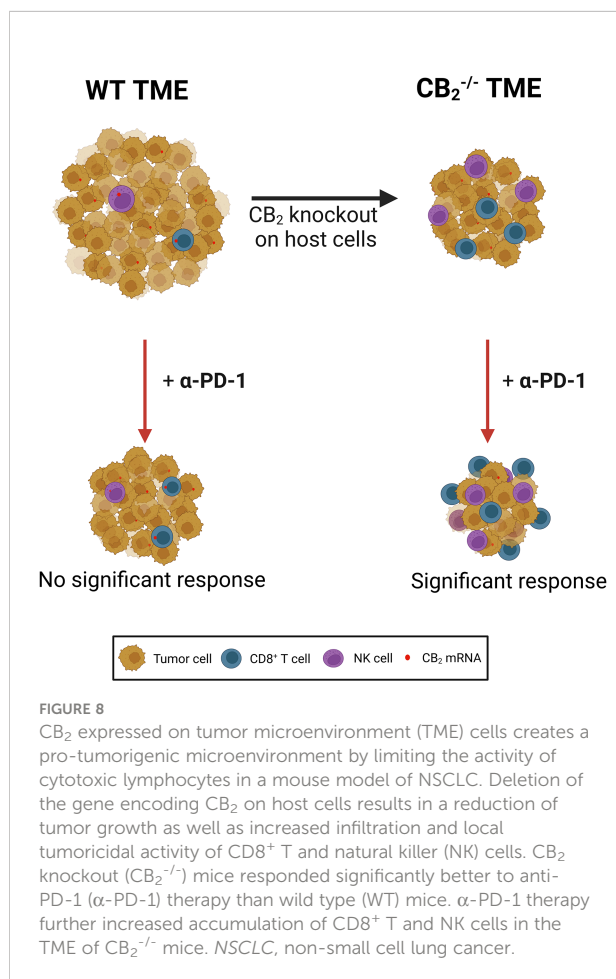 WT TME
CB₂⁻/⁻ TME
CB₂ knockout
on host cells
+ α-PD-1
+ α-PD-1
No significant response
Significant response
Tumor cell CD8⁺ T cell NK cell CB₂ mRNA
FIGURE 8
CB₂ expressed on tumor microenvironment (TME) cells creates a
pro-tumorigenic microenvironment by limiting the activity of
cytotoxic lymphocytes in a mouse model of NSCLC. Deletion of
the gene encoding CB₂ on host cells results in a reduction of
tumor growth as well as increased infiltration and local
tumoricidal activity of CD8⁺ T and natural killer (NK) cells. CB₂
knockout (CB₂⁻/⁻) mice responded significantly better to anti-
PD-1 (α-PD-1) therapy than wild type (WT) mice. α-PD-1 therapy
further increased accumulation of CD8⁺ T and NK cells in the
TME of CB₂⁻/⁻ mice. NSCLC, non-small cell lung cancer.